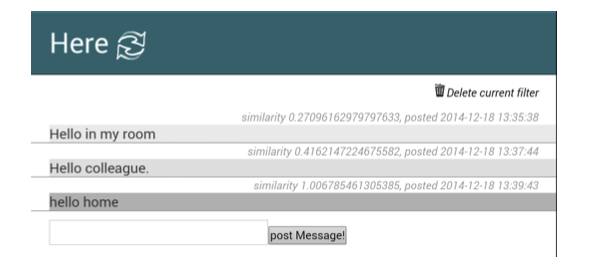 Here
Delete current filter
similarity 0.27096162979797633, posted 2014-12-18 13:35:38
Hello in my room
similarity 0.4162147224675582, posted 2014-12-18 13:37:44
Hello colleague.
similarity 1.006785461305385, posted 2014-12-18 13:39:43
hello home
post Message!